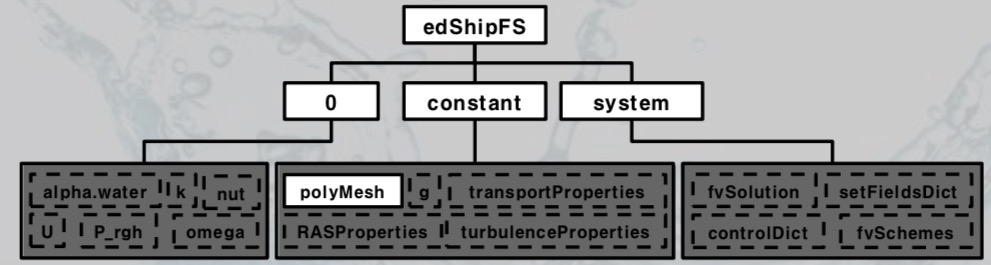 edShipFS
0 constant system
alpha.water k nut polyMesh g transportProperties fvSolution setFieldsDict
U P_rgh omega RASProperties turbulenceProperties controlDict fvSchemes